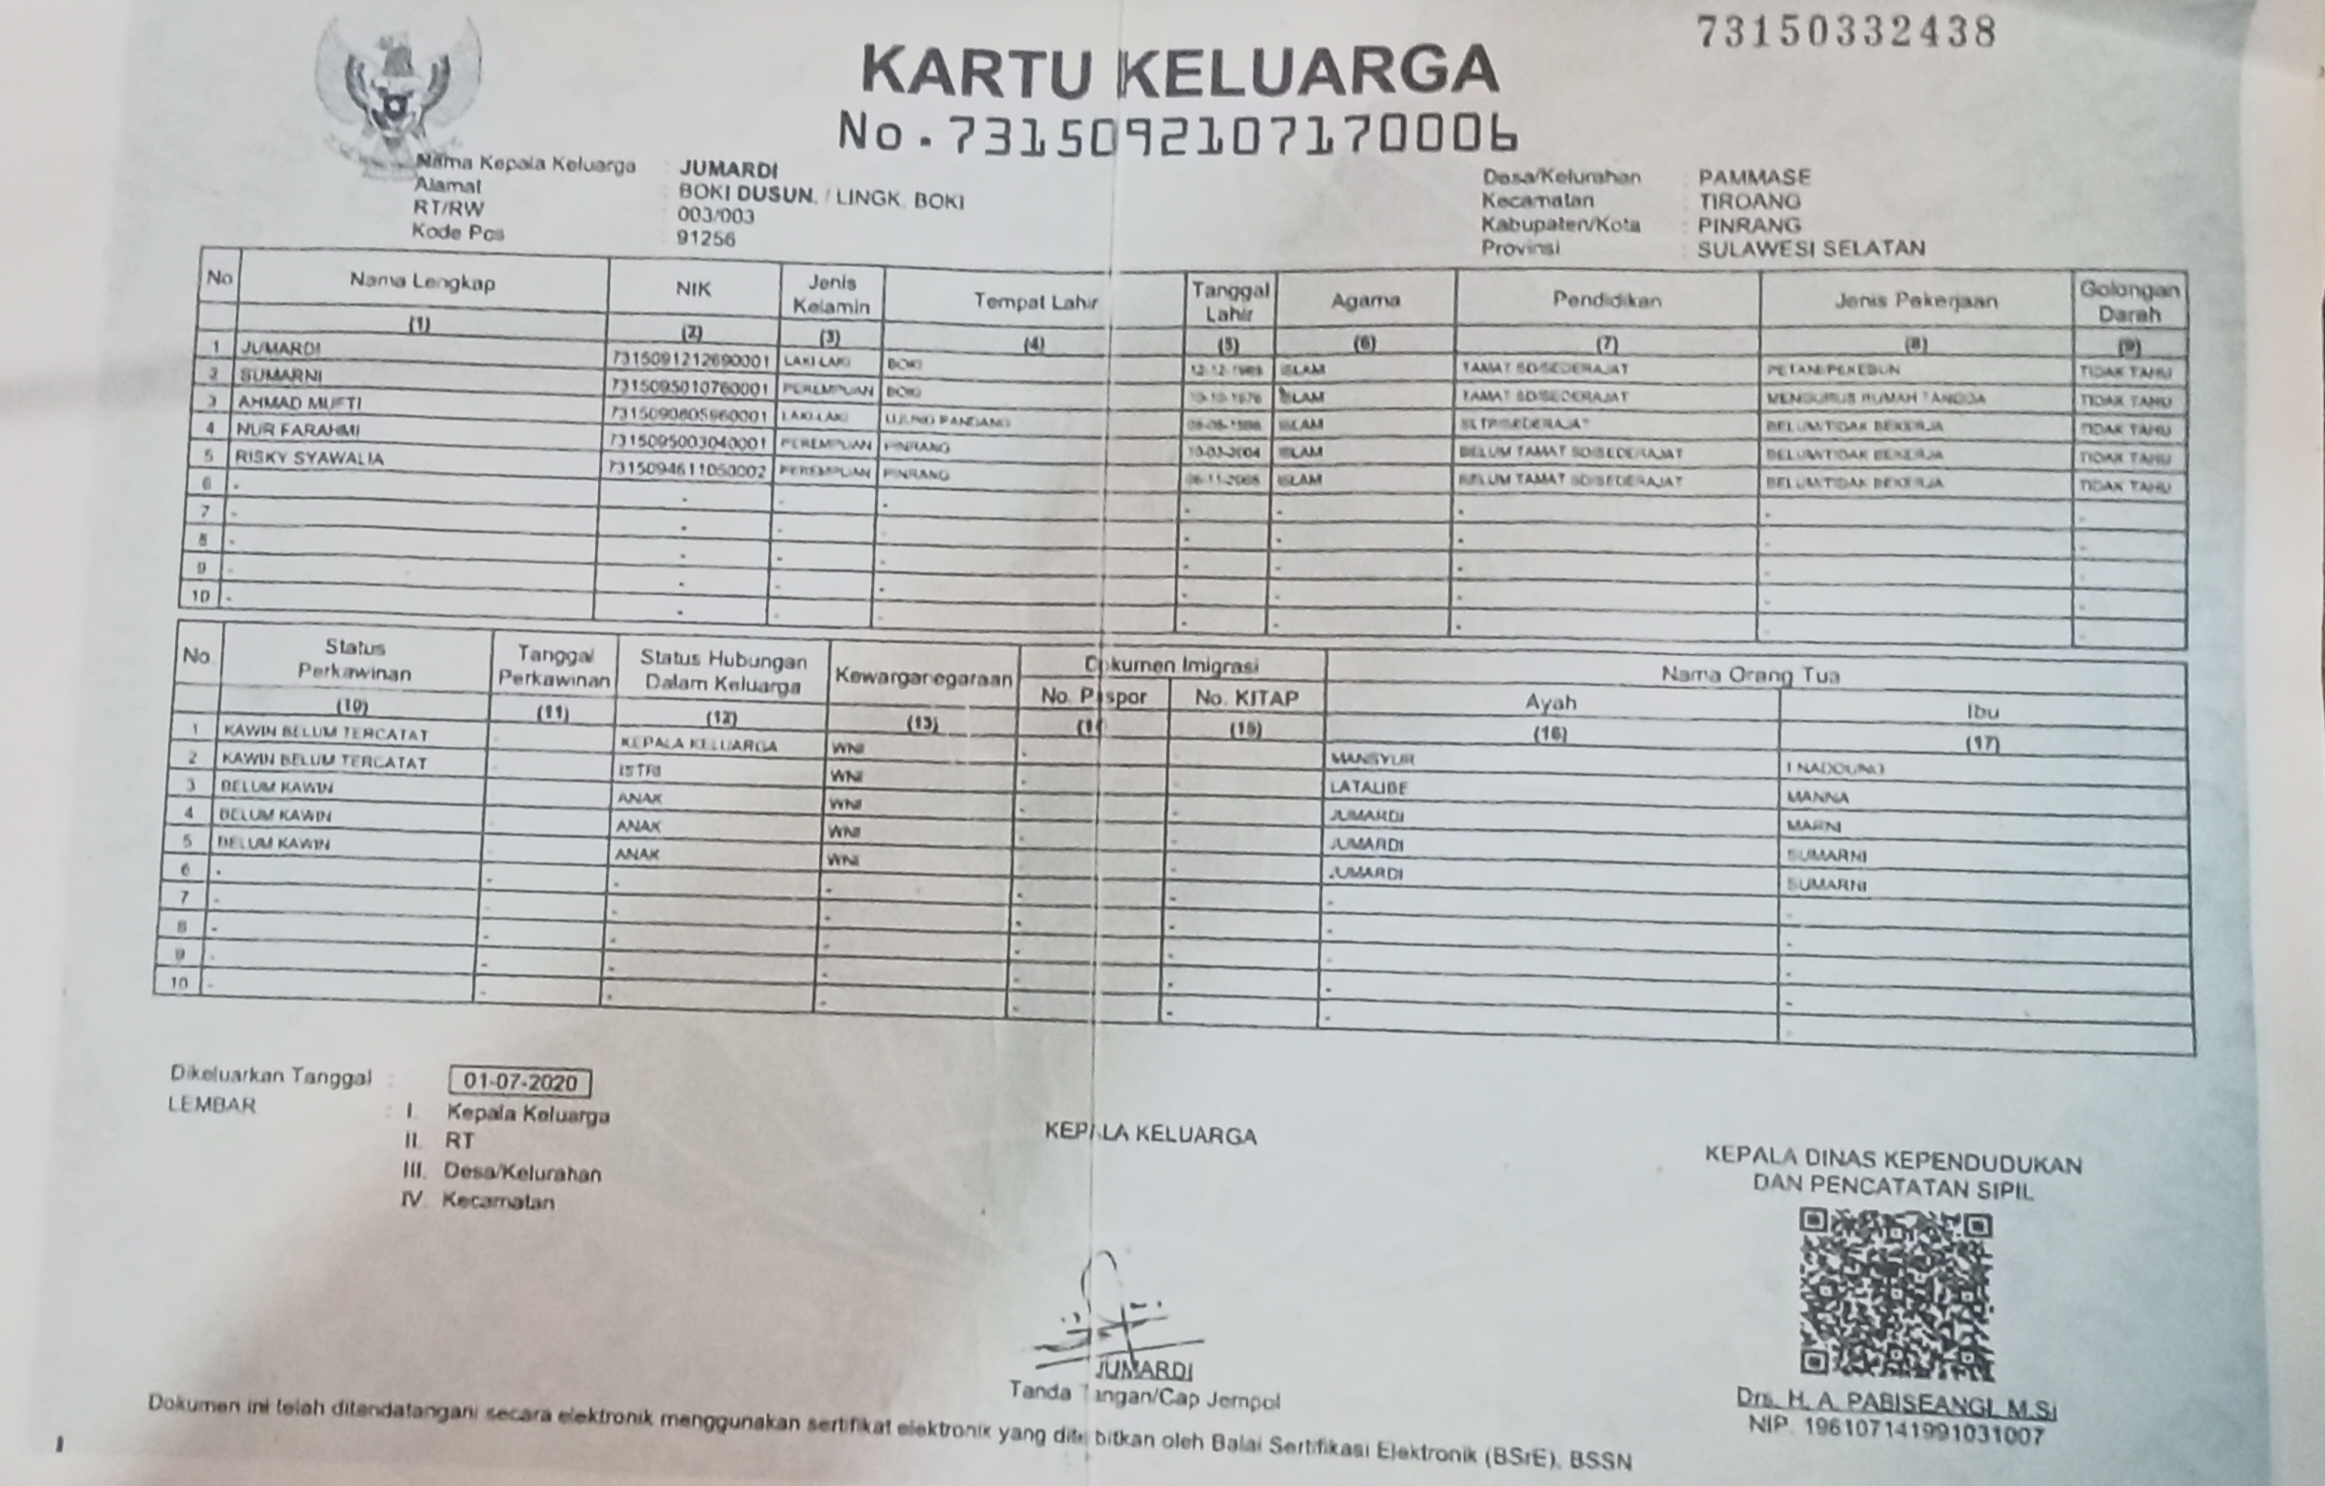 73150332438
KARTU KELUARGA
No. 7315092107170006
Nama Kepala Keluarga : JUMARDI
Alamat : BOKI DUSUN. / LINGK. BOKI
RT/RW : 003/003
Kode Pos : 91256
Desa/Kelurahan : PAMMASE
Kecamatan : TIROANG
Kabupaten/Kota : PINRANG
Provinsi : SULAWESI SELATAN
No Nama Lengkap NIK Jenis Kelamin Tempat Lahir Tanggal Lahir Agama Pendidikan Jenis Pekerjaan Golongan Darah
(1) (2) (3) (4) (5) (6) (7) (8) (9)
1 JUMARDI 7315091212690001 LAKI-LAKI BOKI ISLAM TAMAT SD/SEDERAJAT PETANI/PEKEBUN TIDAK TAHU
2 SUMARNI 7315095010760001 PEREMPUAN BOKI 10-10-1976 ISLAM TAMAT SD/SEDERAJAT MENGURUS RUMAH TANGGA TIDAK TAHU
3 AHMAD MUFTI 7315090805960001 LAKI-LAKI UJUNG PANDANG ISLAM SLTP/SEDERAJAT BELUM/TIDAK BEKERJA TIDAK TAHU
4 NUR FARAHMI 7315095003040001 PEREMPUAN PINRANG 10-03-2004 ISLAM BELUM TAMAT SD/SEDERAJAT BELUM/TIDAK BEKERJA TIDAK TAHU
5 RISKY SYAWALIA 7315094611050002 PEREMPUAN PINRANG 06-11-2005 ISLAM BELUM TAMAT SD/SEDERAJAT BELUM/TIDAK BEKERJA TIDAK TAHU
6 - - - - - - - - -
7 - - - - - - - - -
8 - - - - - - - - -
9 - - - - - - - - -
10 - - - - - - - - -
No Status Perkawinan Tanggal Perkawinan Status Hubungan Dalam Keluarga Kewarganegaraan Dokumen Imigrasi Nama Orang Tua
No. Paspor No. KITAP Ayah Ibu
(10) (11) (12) (13) (14 (15) (16) (17)
1 KAWIN BELUM TERCATAT - KEPALA KELUARGA WNI - - MANSYUR
2 KAWIN BELUM TERCATAT - ISTRI WNI - - LATALIBE MANNA
3 BELUM KAWIN - ANAK WNI - - JUMARDI MARNI
4 BELUM KAWIN - ANAK WNI - - JUMARDI SUMARNI
5 BELUM KAWIN - ANAK WNI - - JUMARDI SUMARNI
6 - - - - - - - -
7 - - - - - - - -
8 - - - - - - - -
9 - - - - - - - -
10 - - - - - - - -
Dikeluarkan Tanggal : 01-07-2020
LEMBAR : I. Kepala Keluarga
II. RT
III. Desa/Kelurahan
IV. Kecamatan
KEPALA KELUARGA
JUMARDI
Tanda Tangan/Cap Jempol
KEPALA DINAS KEPENDUDUKAN
DAN PENCATATAN SIPIL
Drs. H. A. PABISEANGI, M.Si
NIP. 196107141991031007
Dokumen ini telah ditandatangani secara elektronik menggunakan sertifikat elektronik yang diterbitkan oleh Balai Sertifikasi Elektronik (BSrE), BSSN